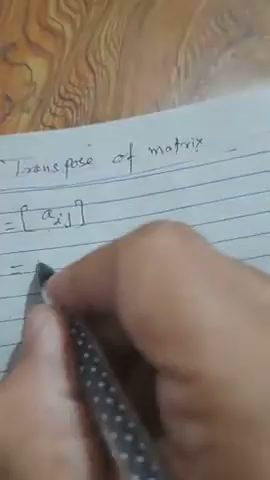 Transpose of matrix
= [ aij ]
=